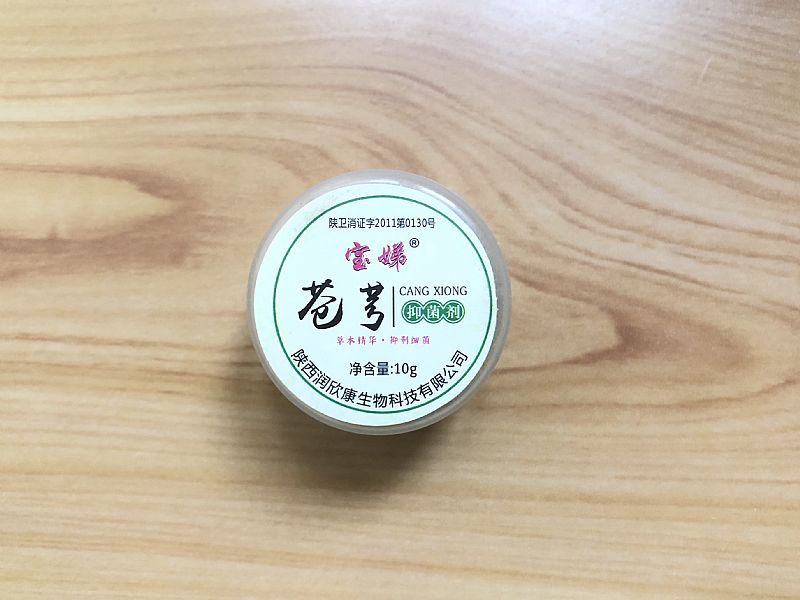 陕卫消证字2011第0130号
宝娣®
苍芎
CANG XIONG
抑菌剂
草本精华·抑制细菌
净含量:10g
陕西润欣康生物科技有限公司